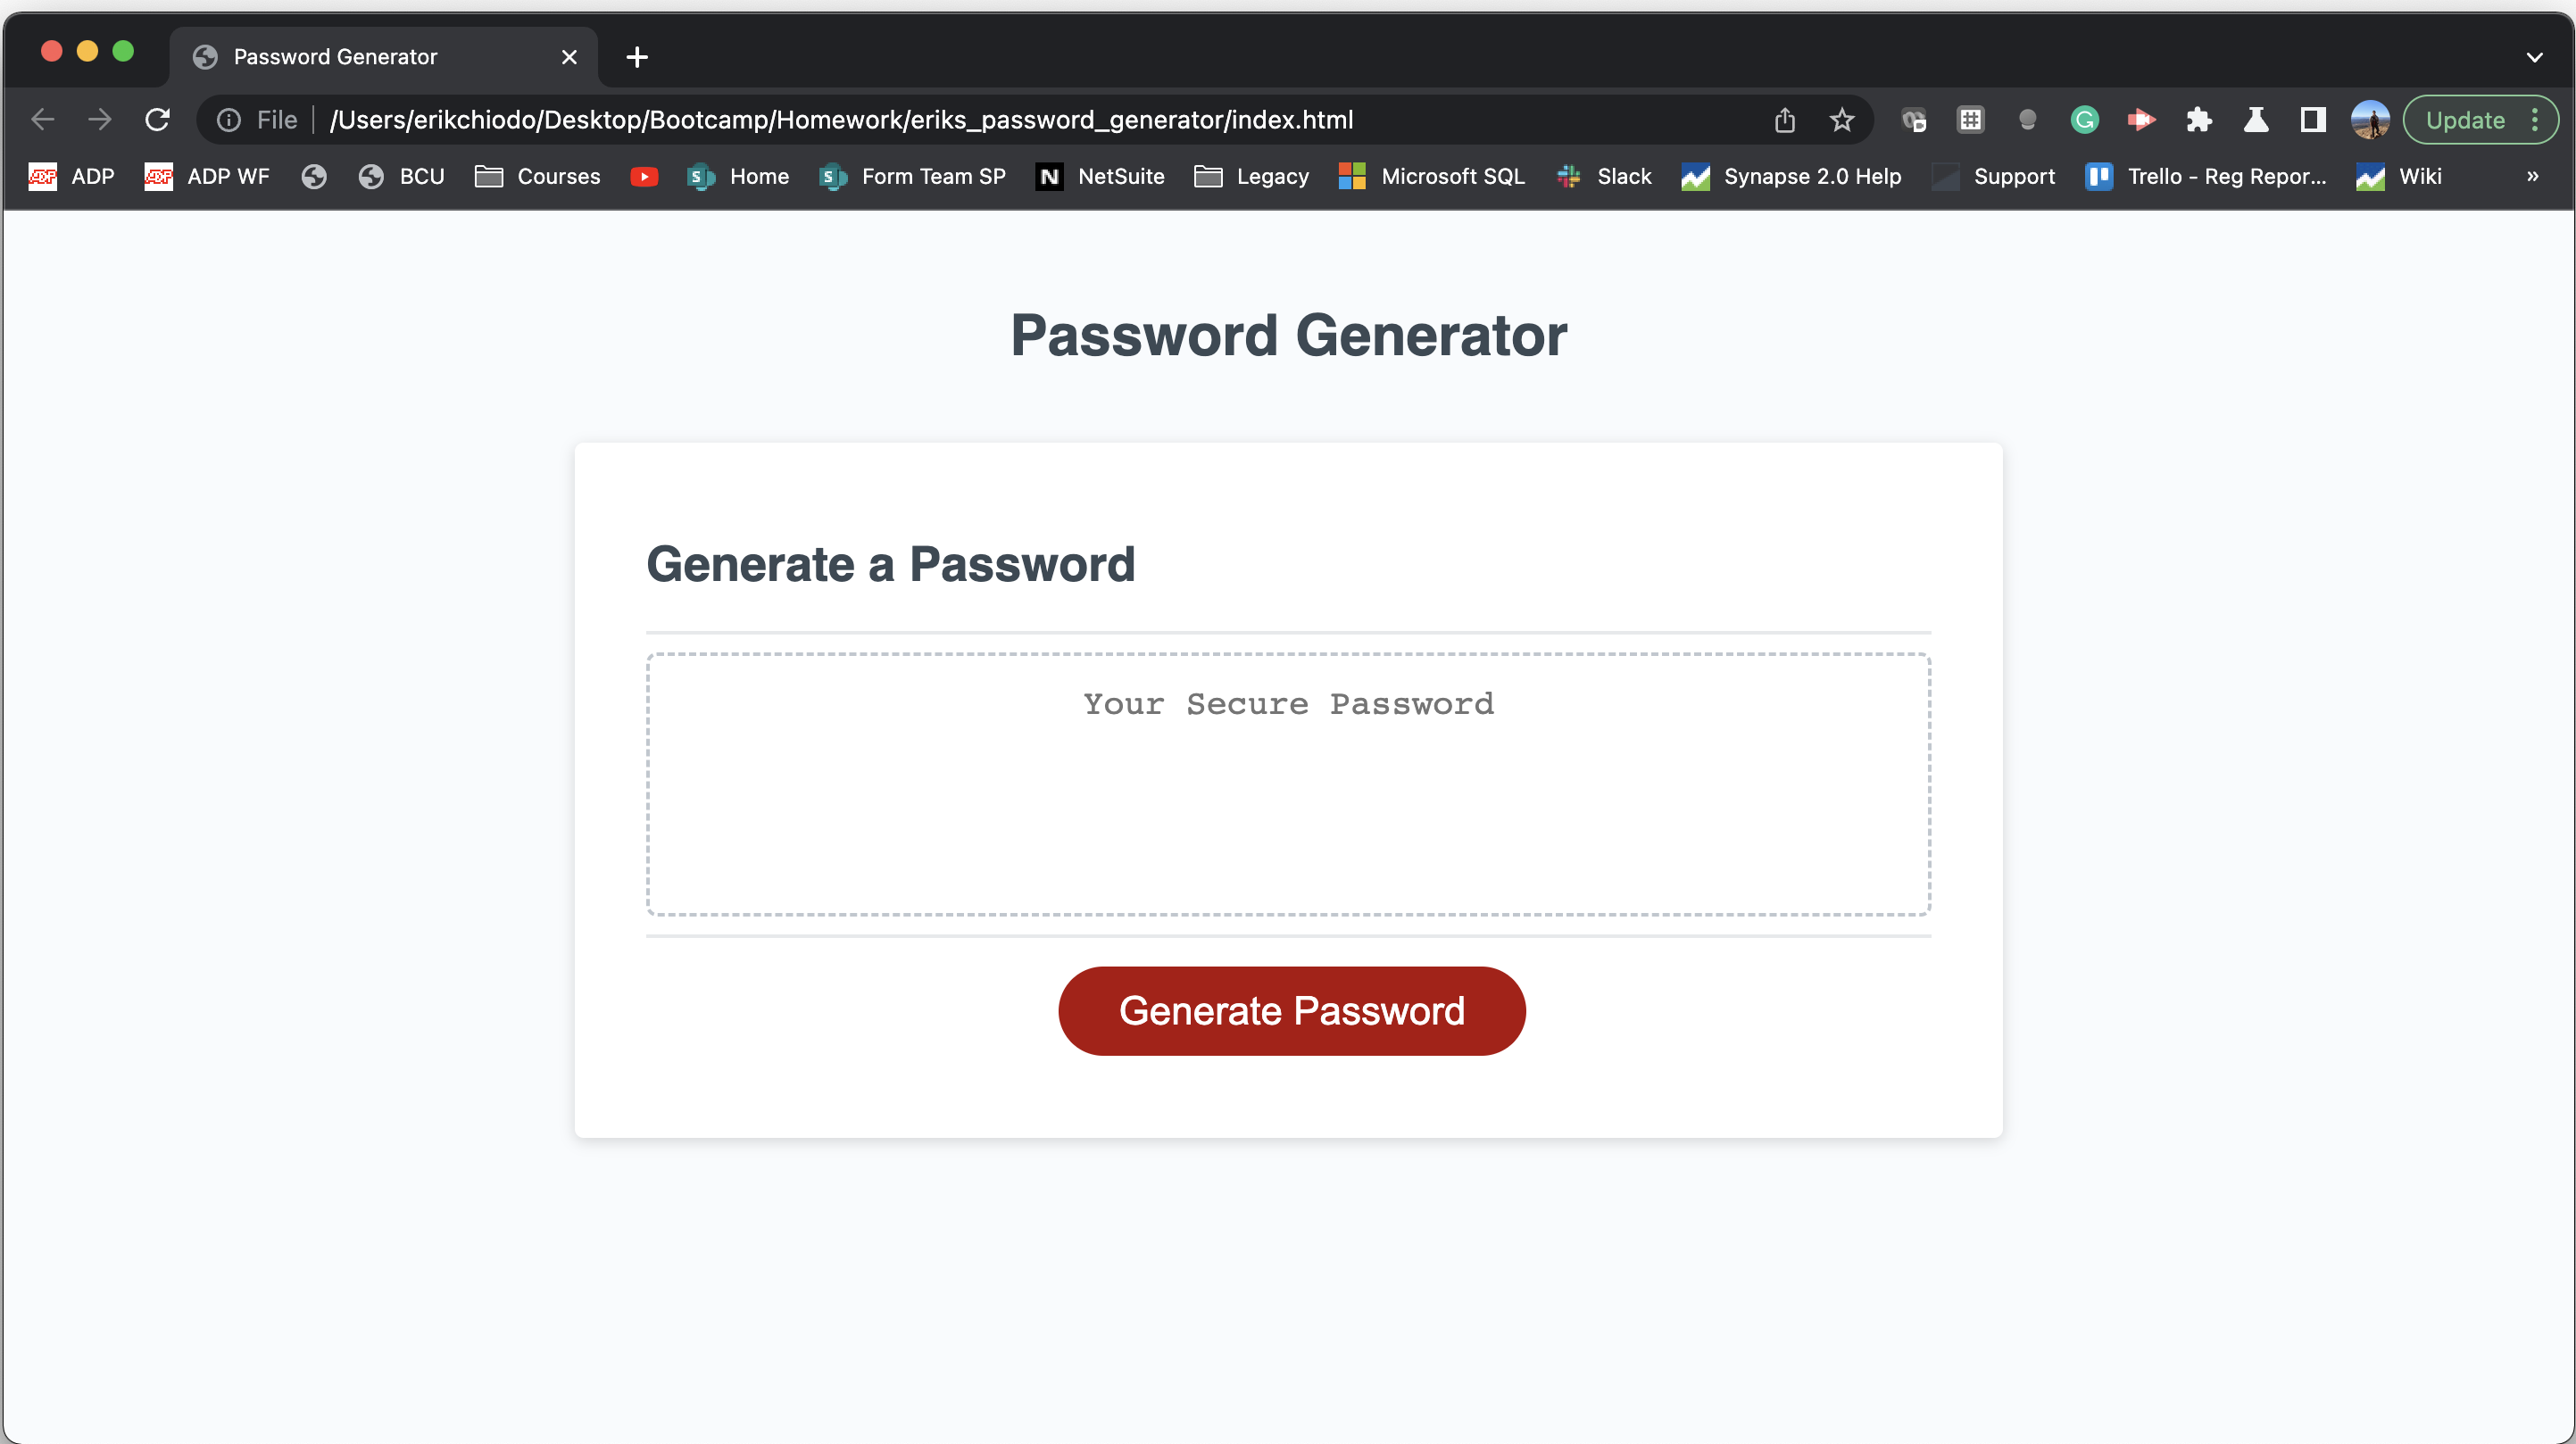 Password Generator
File /Users/erikchiodo/Desktop/Bootcamp/Homework/eriks_password_generator/index.html Update
ADP ADP WF BCU Courses Home Form Team SP NetSuite Legacy Microsoft SQL Slack Synapse 2.0 Help Support Trello - Reg Repor... Wiki »
Password Generator
Generate a Password
Your Secure Password
Generate Password